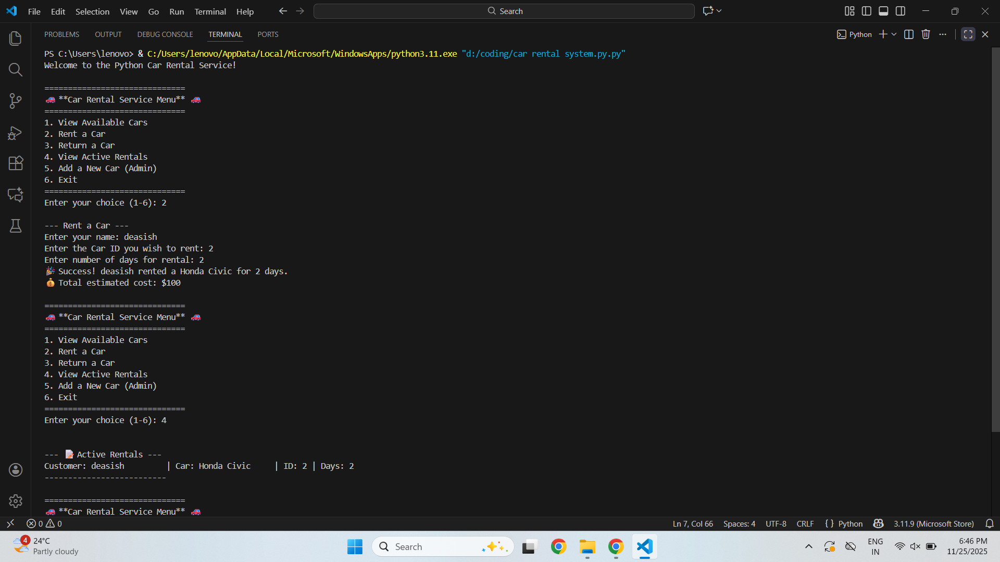 File Edit Selection View Go Run Terminal Help Search
PROBLEMS OUTPUT DEBUG CONSOLE TERMINAL PORTS Python
PS C:\Users\lenovo> & C:/Users/lenovo/AppData/Local/Microsoft/WindowsApps/python3.11.exe "d:/coding/car rental system.py.py"
Welcome to the Python Car Rental Service!
==============================
🚗 **Car Rental Service Menu** 🚗
==============================
1. View Available Cars
2. Rent a Car
3. Return a Car
4. View Active Rentals
5. Add a New Car (Admin)
6. Exit
==============================
Enter your choice (1-6): 2
--- Rent a Car ---
Enter your name: deasish
Enter the Car ID you wish to rent: 2
Enter number of days for rental: 2
🎉 Success! deasish rented a Honda Civic for 2 days.
💰 Total estimated cost: $100
==============================
🚗 **Car Rental Service Menu** 🚗
==============================
1. View Available Cars
2. Rent a Car
3. Return a Car
4. View Active Rentals
5. Add a New Car (Admin)
6. Exit
==============================
Enter your choice (1-6): 4
--- 📝 Active Rentals ---
Customer: deasish | Car: Honda Civic | ID: 2 | Days: 2
--------------------------
==============================
🚗 **Car Rental Service Menu** 🚗
0 0 Ln 7, Col 66 Spaces: 4 UTF-8 CRLF {} Python 3.11.9 (Microsoft Store)
4 24°C
Partly cloudy
Search
ENG
IN
6:46 PM
11/25/2025